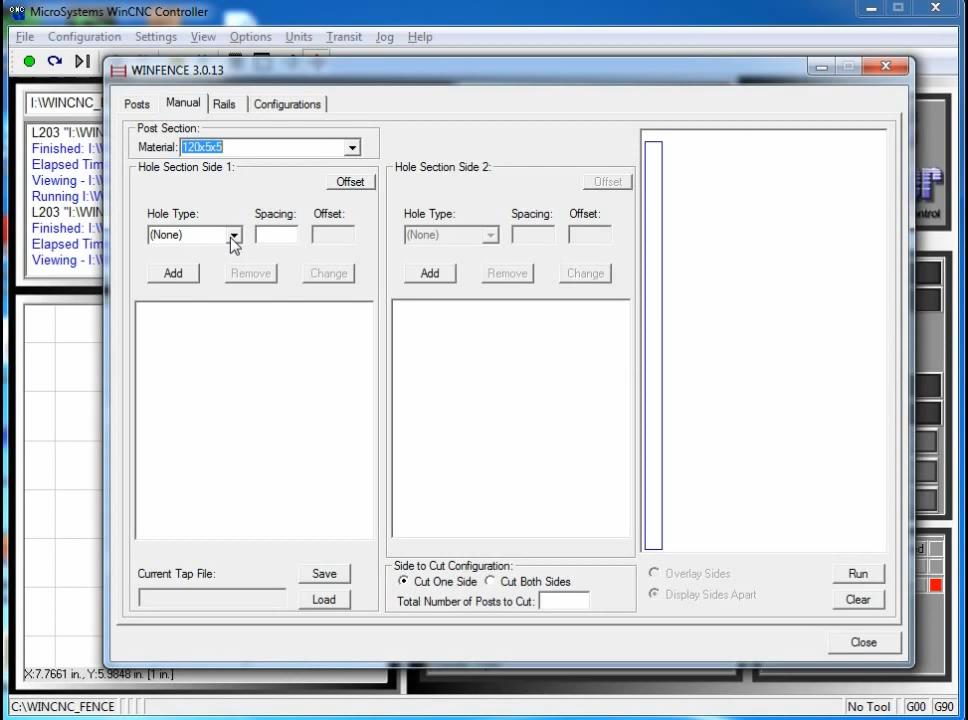 CNC MicroSystems WinCNC Controller
File Configuration Settings View Options Units Transit Jog Help
WINFENCE 3.0.13
I:\WINCNC_
L203 "I:\WIN
Finished: I:\
Elapsed Tim
Viewing - I:\
Running I:\W
L203 "I:\WIN
Finished: I:\
Elapsed Tim
Viewing - I:\
Posts Manual Rails Configurations
Post Section:
Material: 120x5x5
Hole Section Side 1: Hole Section Side 2:
Offset Offset
Hole Type: Spacing: Offset: Hole Type: Spacing: Offset:
(None) (None)
Add Remove Change Add Remove Change
Current Tap File: Save
Load
Side to Cut Configuration:
Cut One Side Cut Both Sides
Total Number of Posts to Cut:
Overlay Sides Run
Display Sides Apart Clear
Close
ntrol
ed
X:7.7661 in., Y:5.9848 in. [1 in.]
C:\WINCNC_FENCE No Tool G00 G90